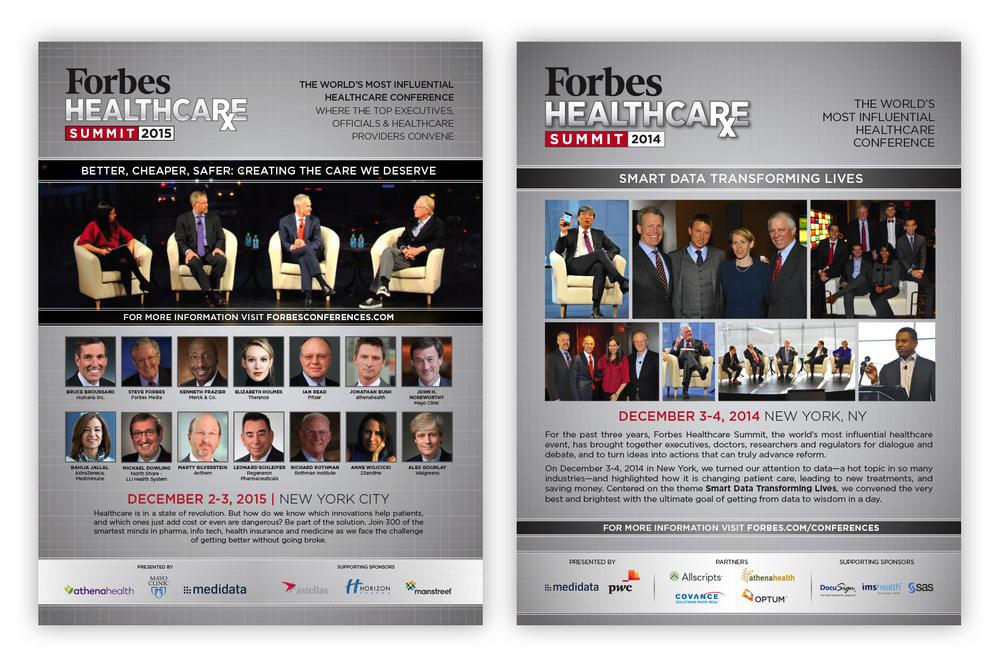 Forbes
HEALTHCARE
Rx
SUMMIT 2015
THE WORLD'S MOST INFLUENTIAL
HEALTHCARE CONFERENCE
WHERE THE TOP EXECUTIVES,
OFFICIALS & HEALTHCARE
PROVIDERS CONVENE
BETTER, CHEAPER, SAFER: CREATING THE CARE WE DESERVE
FOR MORE INFORMATION VISIT FORBESCONFERENCES.COM
BRUCE BROUSSARD
Humana Inc.
STEVE FORBES
Forbes Media
KENNETH FRAZIER
Merck & Co.
ELIZABETH HOLMES
Theranos
IAN READ
Pfizer
JONATHAN BUSH
athenahealth
JOHN H.
NOSEWORTHY
Mayo Clinic
BAHIJA JALLAL
AstraZeneca,
MedImmune
MICHAEL DOWLING
North Shore -
LIJ Health System
MARTY SILVERSTEIN
Anthem
LEONARD SCHLEIFER
Regeneron
Pharmaceuticals
RICHARD ROTHMAN
Rothman Institute
ANNE WOJCICKI
23andMe
ALEX GOURLAY
Walgreens
DECEMBER 2-3, 2015 | NEW YORK CITY
Healthcare is in a state of revolution. But how do we know which innovations help patients,
and which ones just add cost or even are dangerous? Be part of the solution. Join 300 of the
smartest minds in pharma, info tech, health insurance and medicine as we face the challenge
of getting better without going broke.
PRESENTED BY
SUPPORTING SPONSORS
athenahealth
MAYO
CLINIC
medidata
astellas
HORIZON
mainstreet
Forbes
HEALTHCARE
Rx
SUMMIT 2014
THE WORLD'S
MOST INFLUENTIAL
HEALTHCARE
CONFERENCE
SMART DATA TRANSFORMING LIVES
DECEMBER 3-4, 2014 NEW YORK, NY
For the past three years, Forbes Healthcare Summit, the world's most influential healthcare
event, has brought together executives, doctors, researchers and regulators for dialogue and
debate, and to turn ideas into actions that can truly advance reform.
On December 3-4, 2014 in New York, we turned our attention to data—a hot topic in so many
industries—and highlighted how it is changing patient care, leading to new treatments, and
saving money. Centered on the theme Smart Data Transforming Lives, we convened the very
best and brightest with the ultimate goal of getting from data to wisdom in a day.
FOR MORE INFORMATION VISIT FORBES.COM/CONFERENCES
PRESENTED BY
PARTNERS
SUPPORTING SPONSORS
medidata
pwc
Allscripts
athenahealth
COVANCE
SOLUTIONS MADE REAL
OPTUM
DocuSign
imshealth
sas